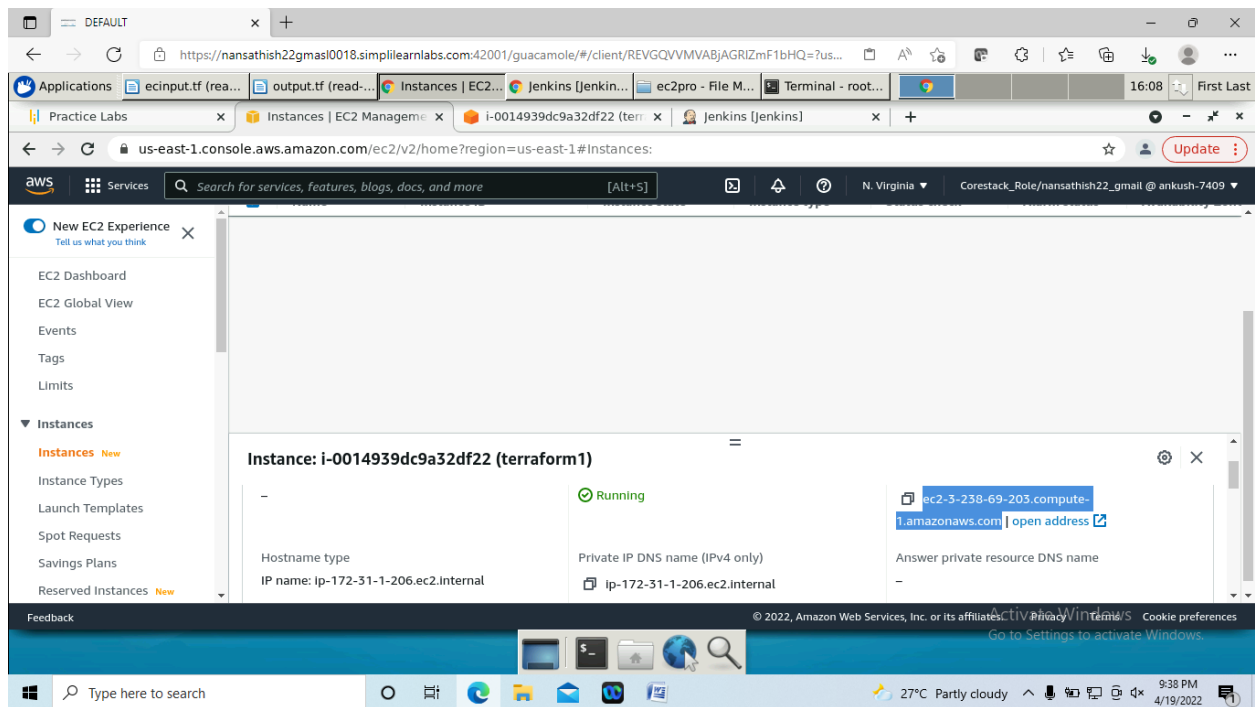 DEFAULT
https://nansathish22gmasl0018.simplilearnlabs.com:42001/guacamole/#/client/REVGQVVMVABjAGRlZmF1bHQ=?us...
Applications ecinput.tf (rea... output.tf (read-... Instances | EC2... Jenkins [Jenkin... ec2pro - File M... Terminal - root... 16:08 First Last
Practice Labs Instances | EC2 Manageme i-0014939dc9a32df22 (terr Jenkins [Jenkins]
us-east-1.console.aws.amazon.com/ec2/v2/home?region=us-east-1#Instances: Update
aws Services Search for services, features, blogs, docs, and more [Alt+S] N. Virginia Corestack_Role/nansathish22_gmail @ ankush-7409
New EC2 Experience
Tell us what you think
EC2 Dashboard
EC2 Global View
Events
Tags
Limits
Instances
Instances New
Instance Types
Launch Templates
Spot Requests
Savings Plans
Reserved Instances New
Instance: i-0014939dc9a32df22 (terraform1)
– Running ec2-3-238-69-203.compute-
1.amazonaws.com | open address
Hostname type Private IP DNS name (IPv4 only) Answer private resource DNS name
IP name: ip-172-31-1-206.ec2.internal ip-172-31-1-206.ec2.internal –
Feedback © 2022, Amazon Web Services, Inc. or its affiliates. Privacy Terms Cookie preferences
Activate Windows
Go to Settings to activate Windows.
Type here to search 27°C Partly cloudy 9:38 PM
4/19/2022